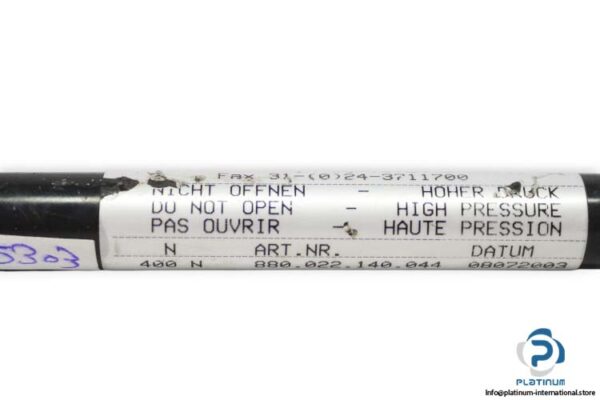 Fax 31-(0)24-3711700
NICHT OFFNEN - HOHER DRUCK
DO NOT OPEN - HIGH PRESSURE
PAS OUVRIR - HAUTE PRESSION
N ART.NR. DATUM
400 N 880.022.140.044 08072003
5303
PLATINUM
Info@platinum-international.store